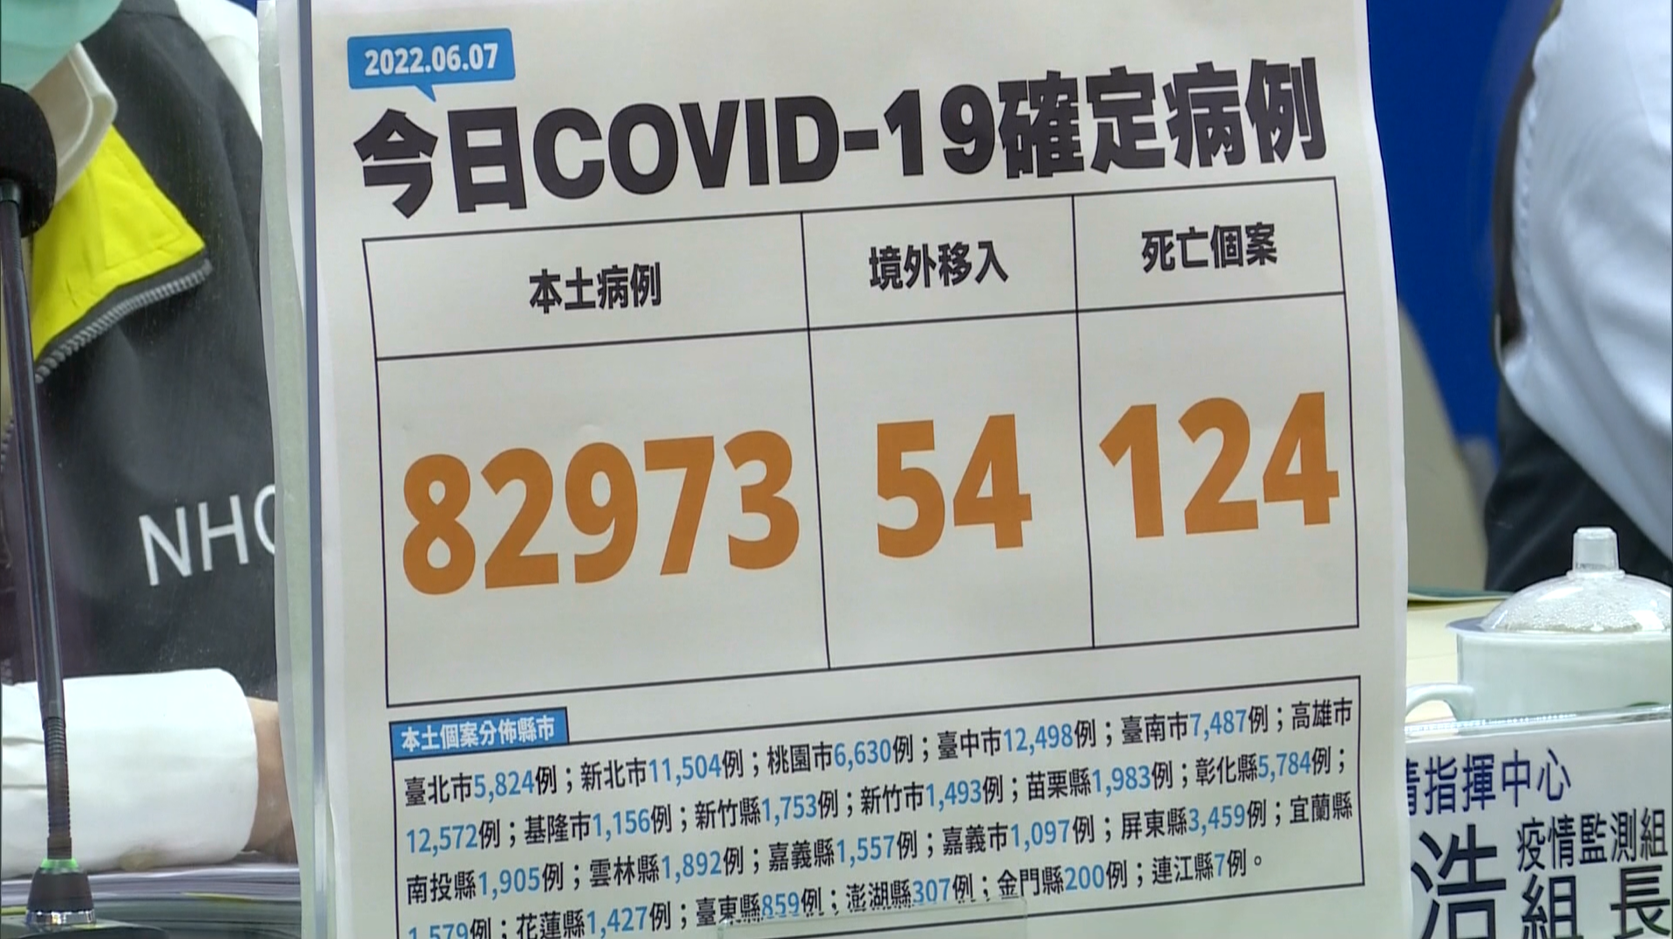 2022.06.07
今日COVID-19確定病例
本土病例
境外移入
死亡個案
82973
54
124
本土個案分佈縣市
臺北市5,824例；新北市11,504例；桃園市6,630例；臺中市12,498例；臺南市7,487例；高雄市
12,572例；基隆市1,156例；新竹縣1,753例；新竹市1,493例；苗栗縣1,983例；彰化縣5,784例；
南投縣1,905例；雲林縣1,892例；嘉義縣1,557例；嘉義市1,097例；屏東縣3,459例；宜蘭縣
1,579例；花蓮縣1,427例；臺東縣859例；澎湖縣307例；金門縣200例；連江縣7例。
NHC
情指揮中心
疫情監測組
浩 組長